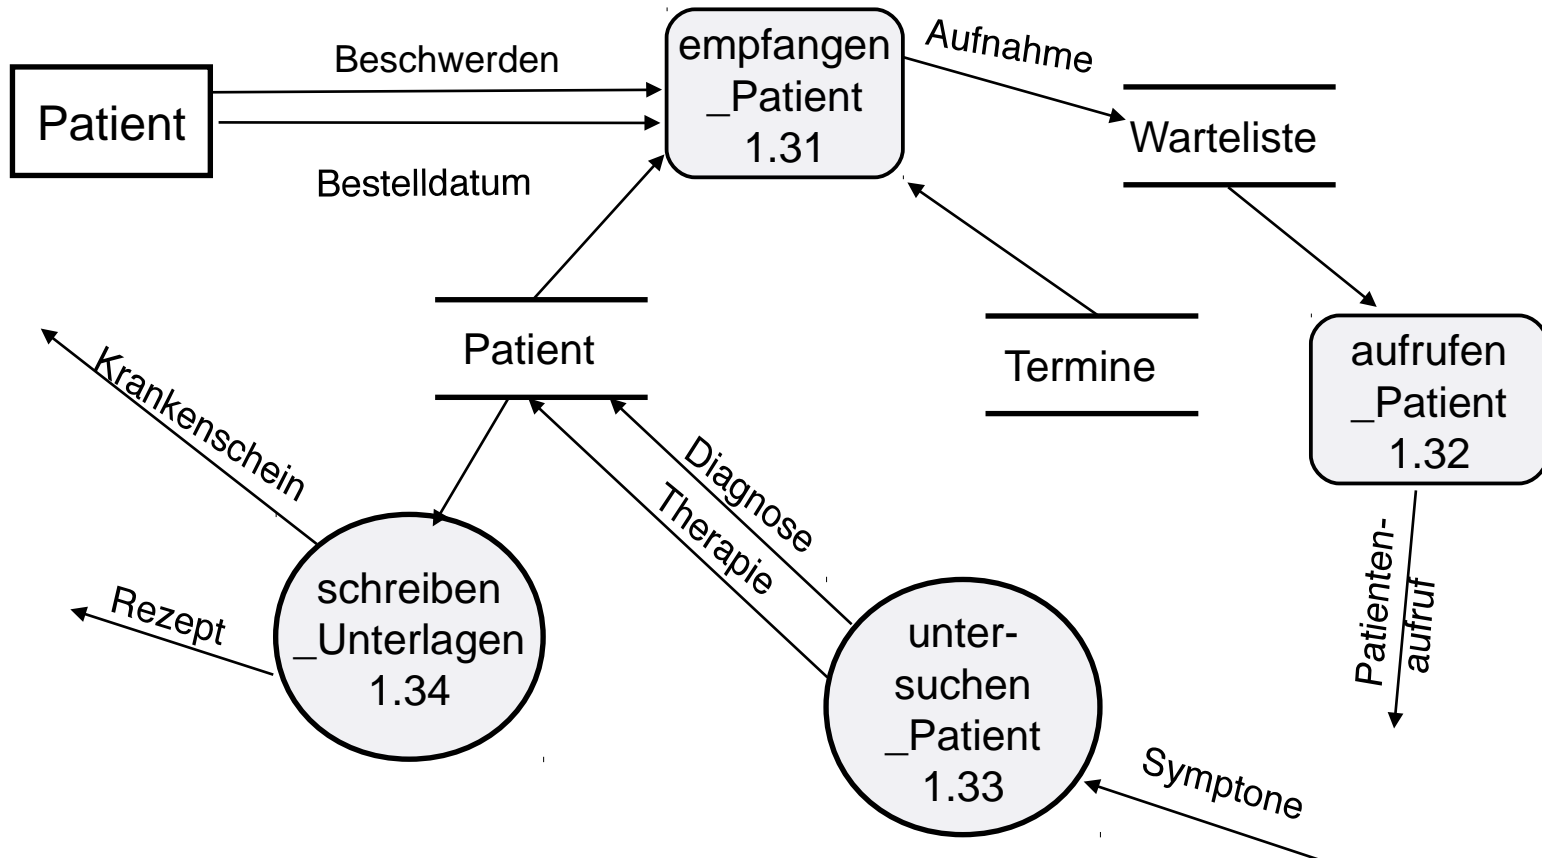 Beschwerden
Patient
Bestelldatum
empfangen
_Patient
1.31
Aufnahme
Warteliste
Patient
Termine
aufrufen
_Patient
1.32
Krankenschein
Rezept
schreiben
_Unterlagen
1.34
Diagnose
Therapie
unter-
suchen
_Patient
1.33
Patienten-
aufruf
Symptone